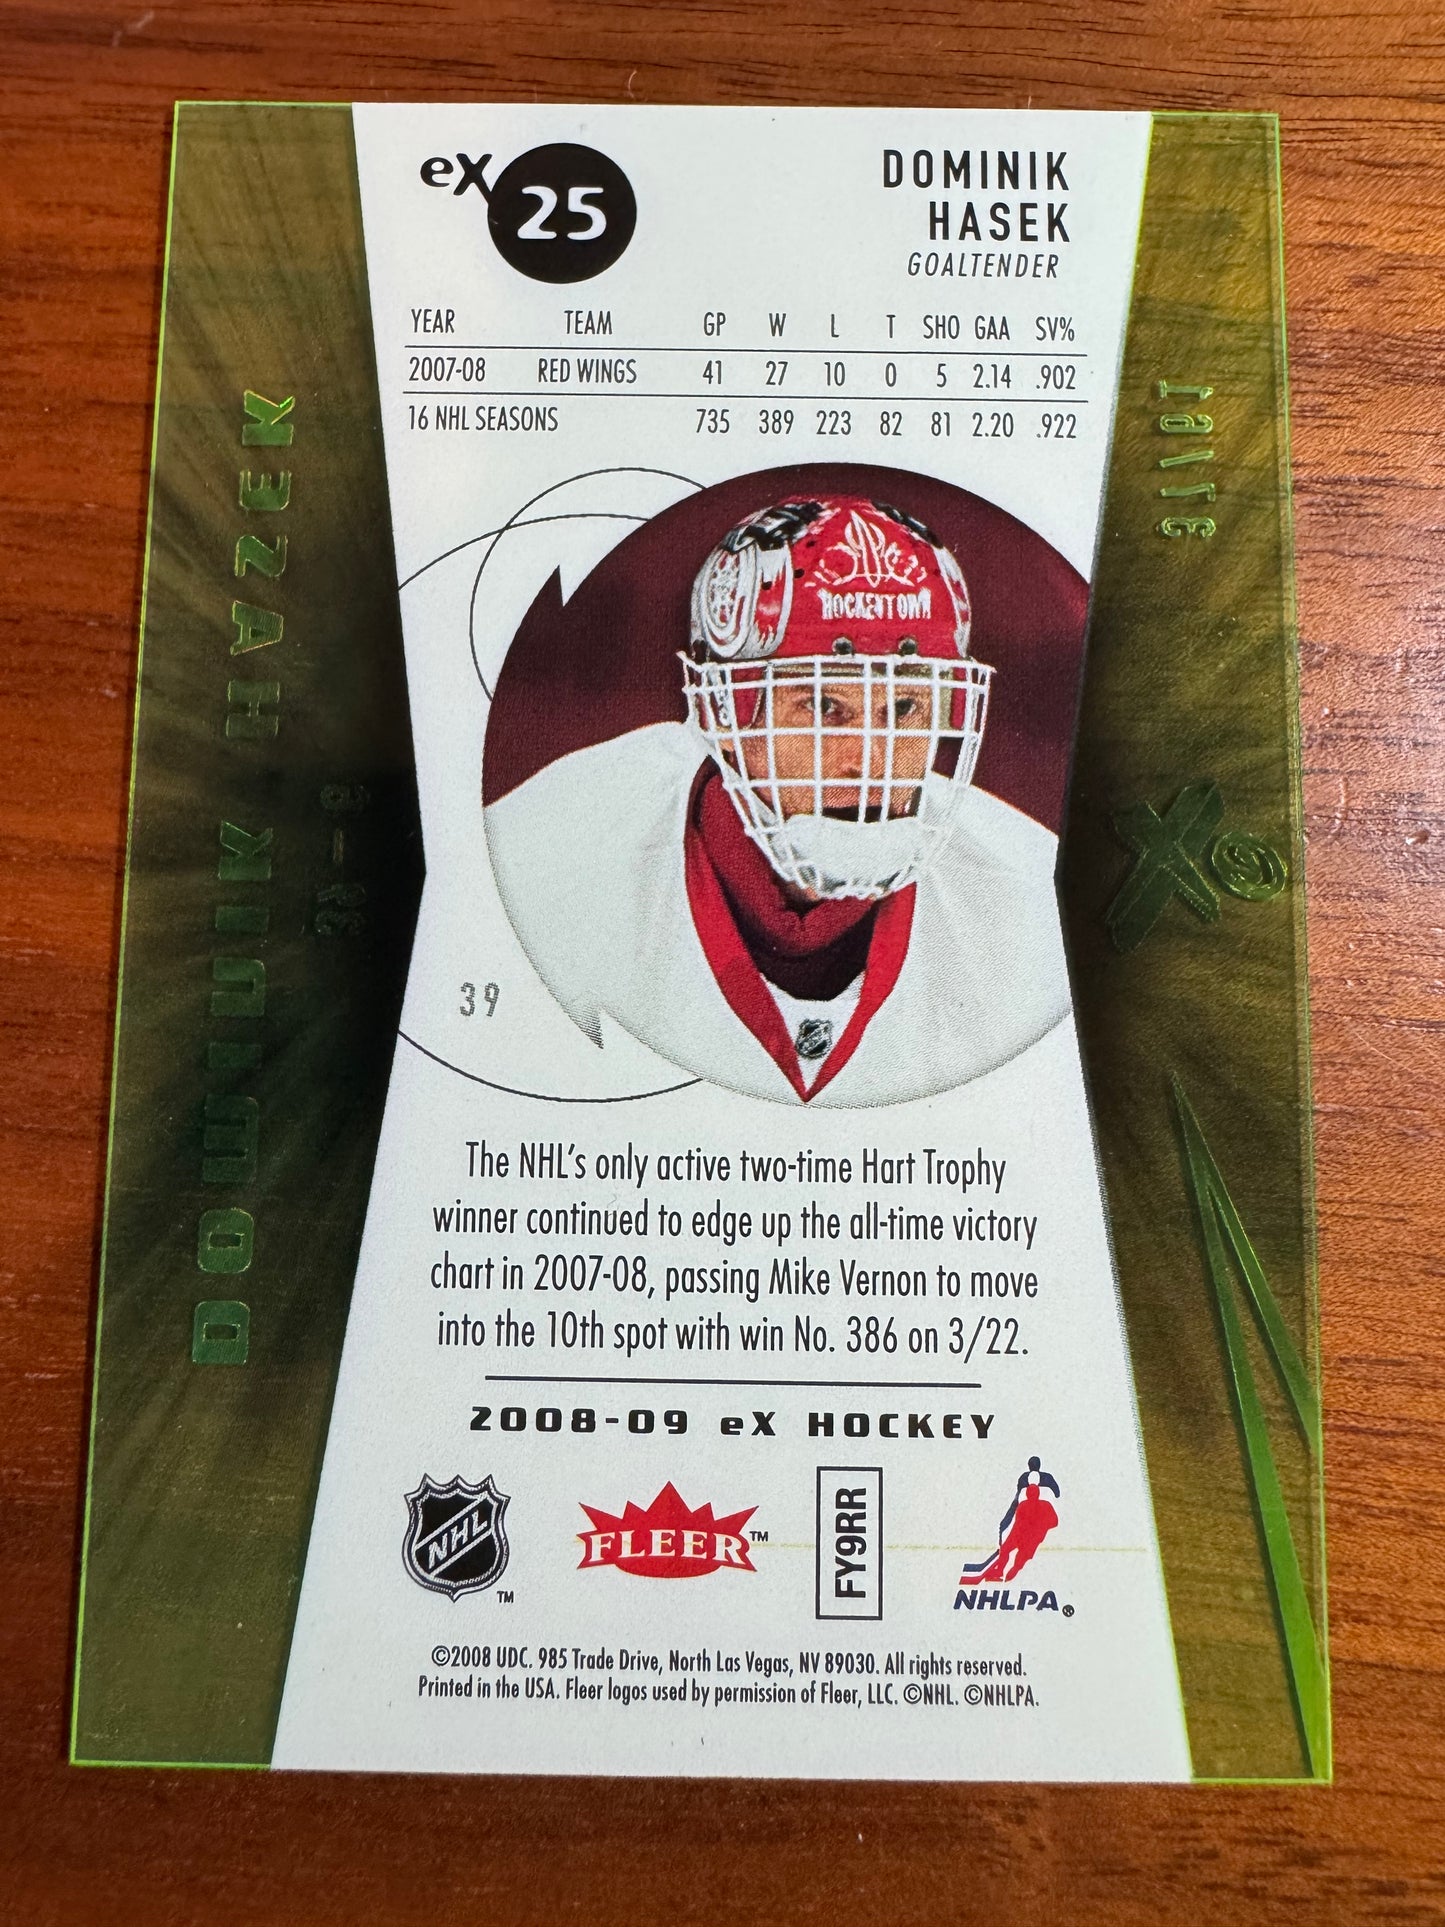 eX 25
DOMINIK
HASEK
GOALTENDER
YEAR TEAM GP W L T SHO GAA SV%
2007-08 RED WINGS 41 27 10 0 5 2.14 .902
16 NHL SEASONS 735 389 223 82 81 2.20 .922
HOCKEYTOWN
39
The NHL's only active two-time Hart Trophy
winner continued to edge up the all-time victory
chart in 2007-08, passing Mike Vernon to move
into the 10th spot with win No. 386 on 3/22.
2008-09 eX HOCKEY
NHL TM
FLEER™
FY9RR
NHLPA®
©2008 UDC. 985 Trade Drive, North Las Vegas, NV 89030. All rights reserved.
Printed in the USA. Fleer logos used by permission of Fleer, LLC. ©NHL. ©NHLPA.
DOMINIK HASEK